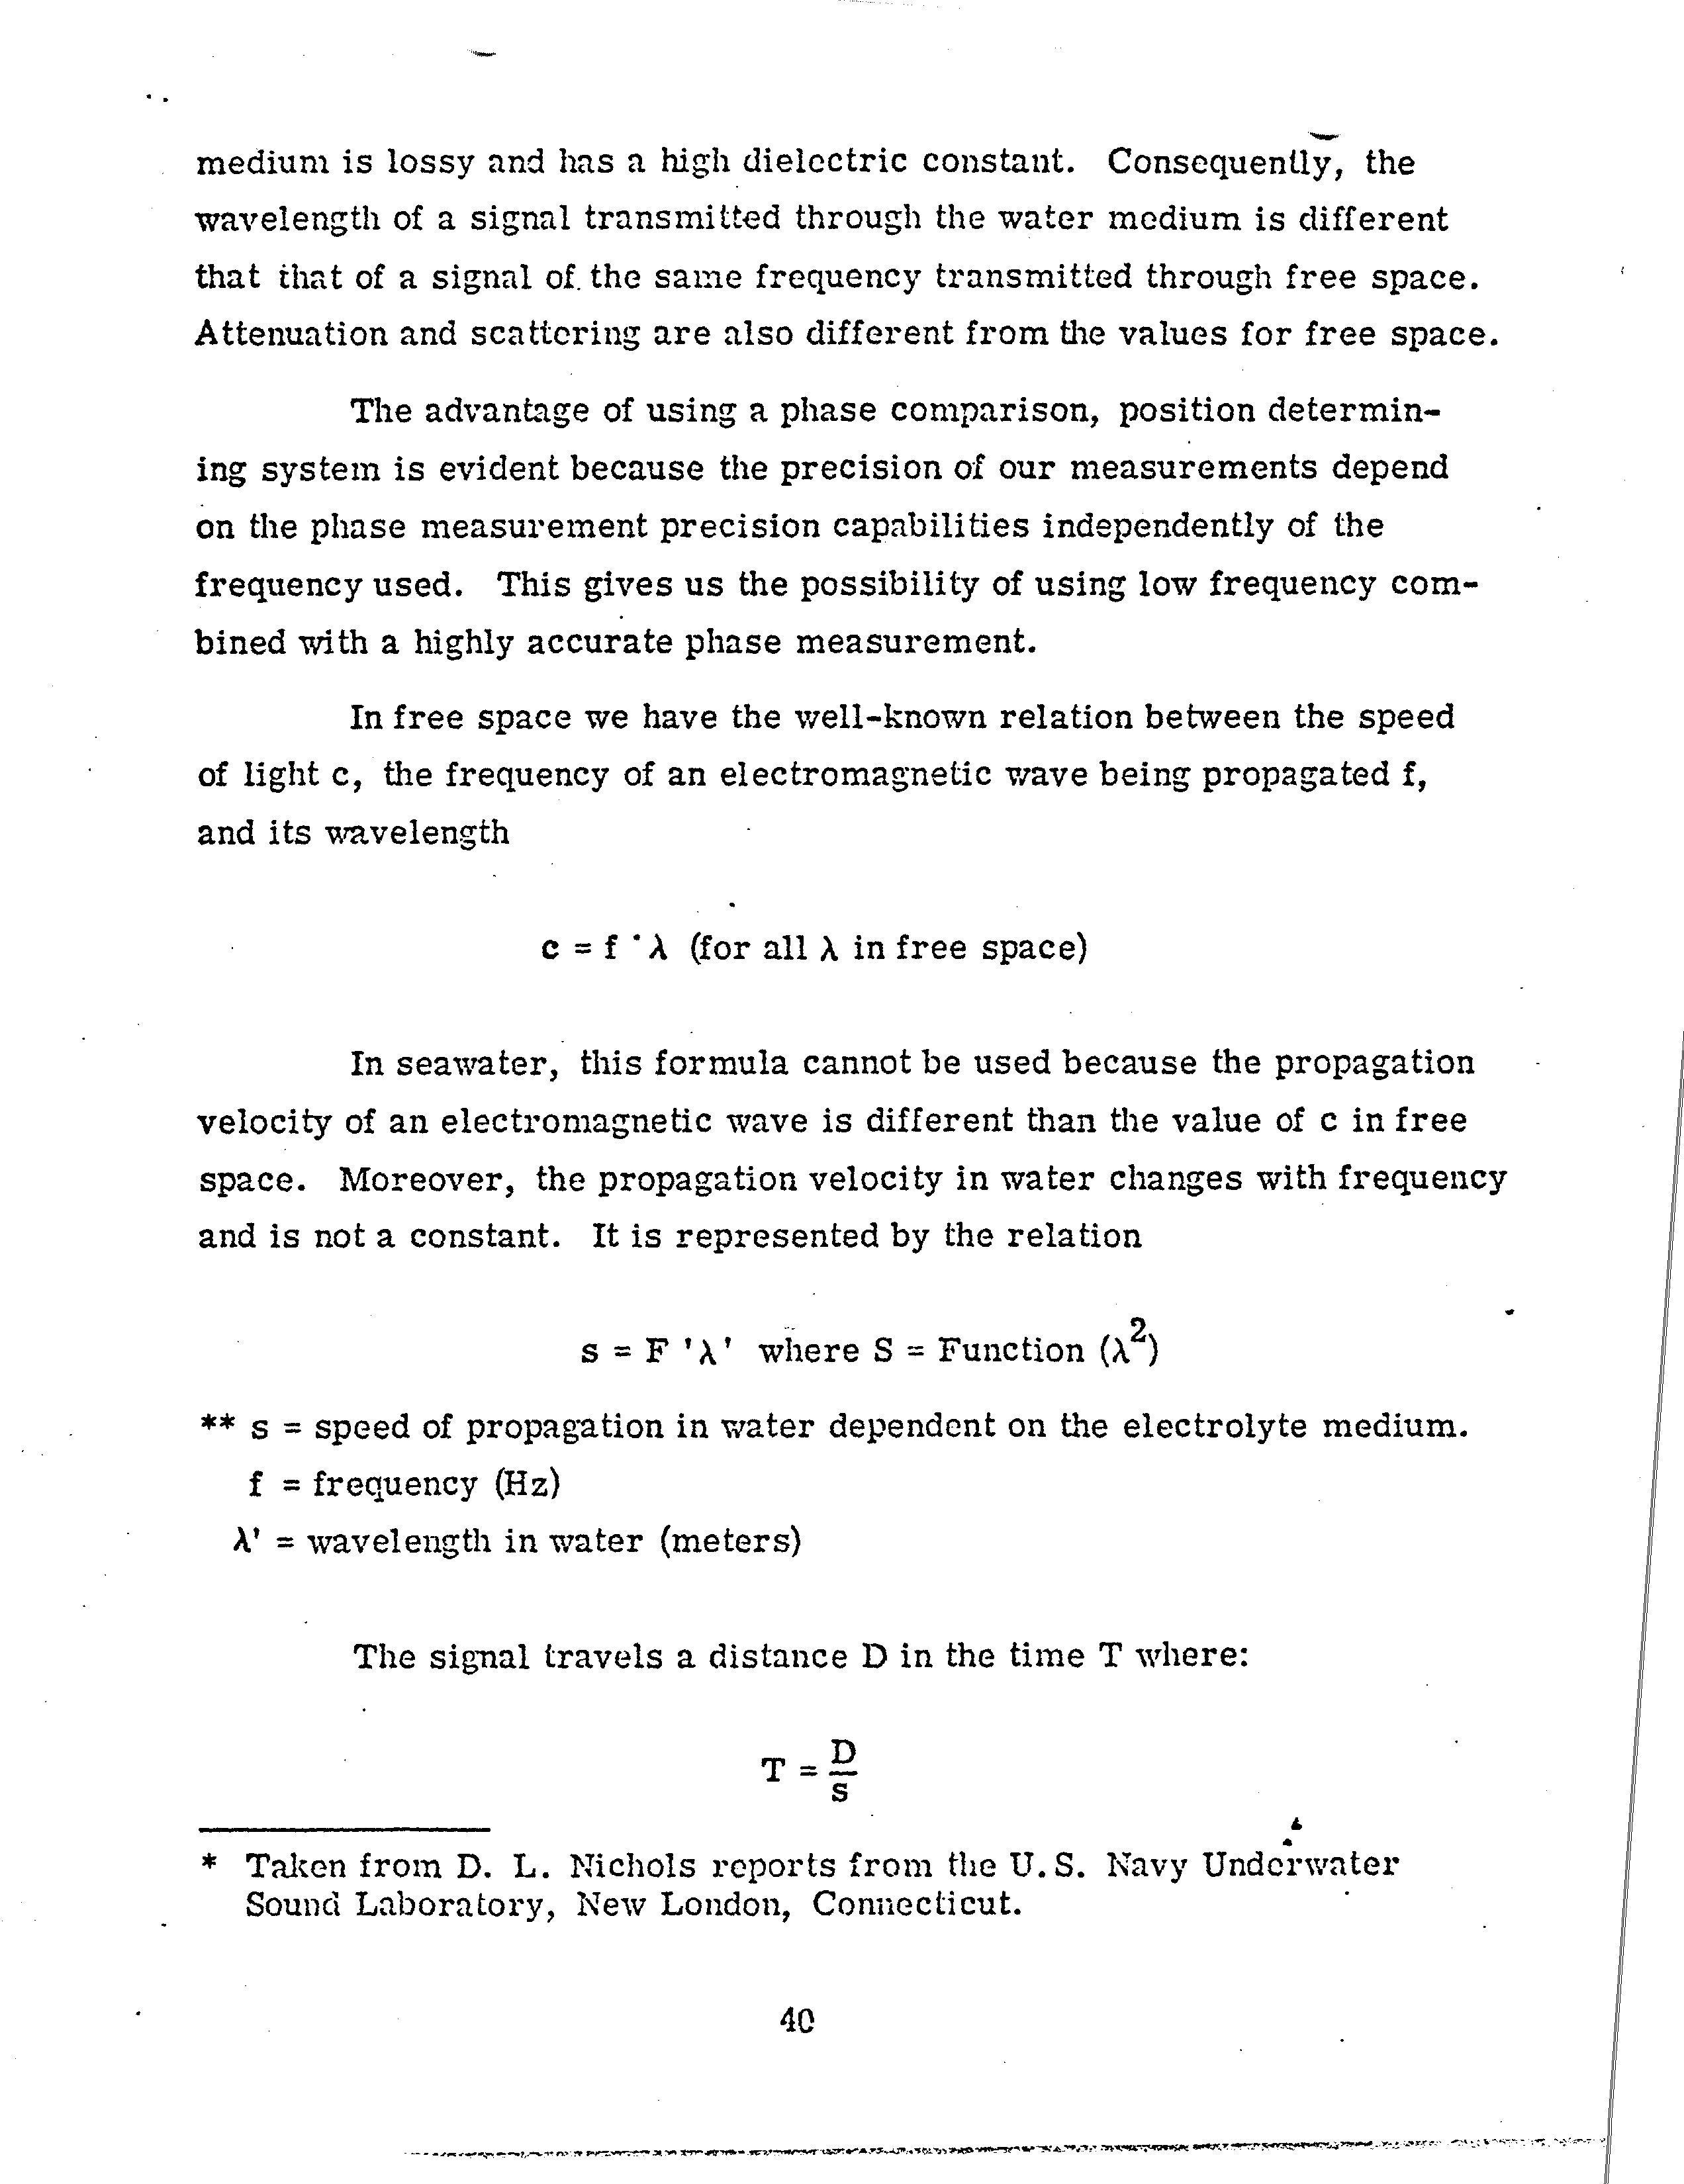 medium is lossy and has a high dielectric constant. Consequently, the
wavelength of a signal transmitted through the water medium is different
that that of a signal of the same frequency transmitted through free space.
Attenuation and scattering are also different from the values for free space.
The advantage of using a phase comparison, position determin-
ing system is evident because the precision of our measurements depend
on the phase measurement precision capabilities independently of the
frequency used. This gives us the possibility of using low frequency com-
bined with a highly accurate phase measurement.
In free space we have the well-known relation between the speed
of light c, the frequency of an electromagnetic wave being propagated f,
and its wavelength
c = f · λ (for all λ in free space)
In seawater, this formula cannot be used because the propagation
velocity of an electromagnetic wave is different than the value of c in free
space. Moreover, the propagation velocity in water changes with frequency
and is not a constant. It is represented by the relation
s = F 'λ' where S = Function (λ²)
** s = speed of propagation in water dependent on the electrolyte medium.
f = frequency (Hz)
λ' = wavelength in water (meters)
The signal travels a distance D in the time T where:
T = D/s
* Taken from D. L. Nichols reports from the U.S. Navy Underwater
Sound Laboratory, New London, Connecticut.
40